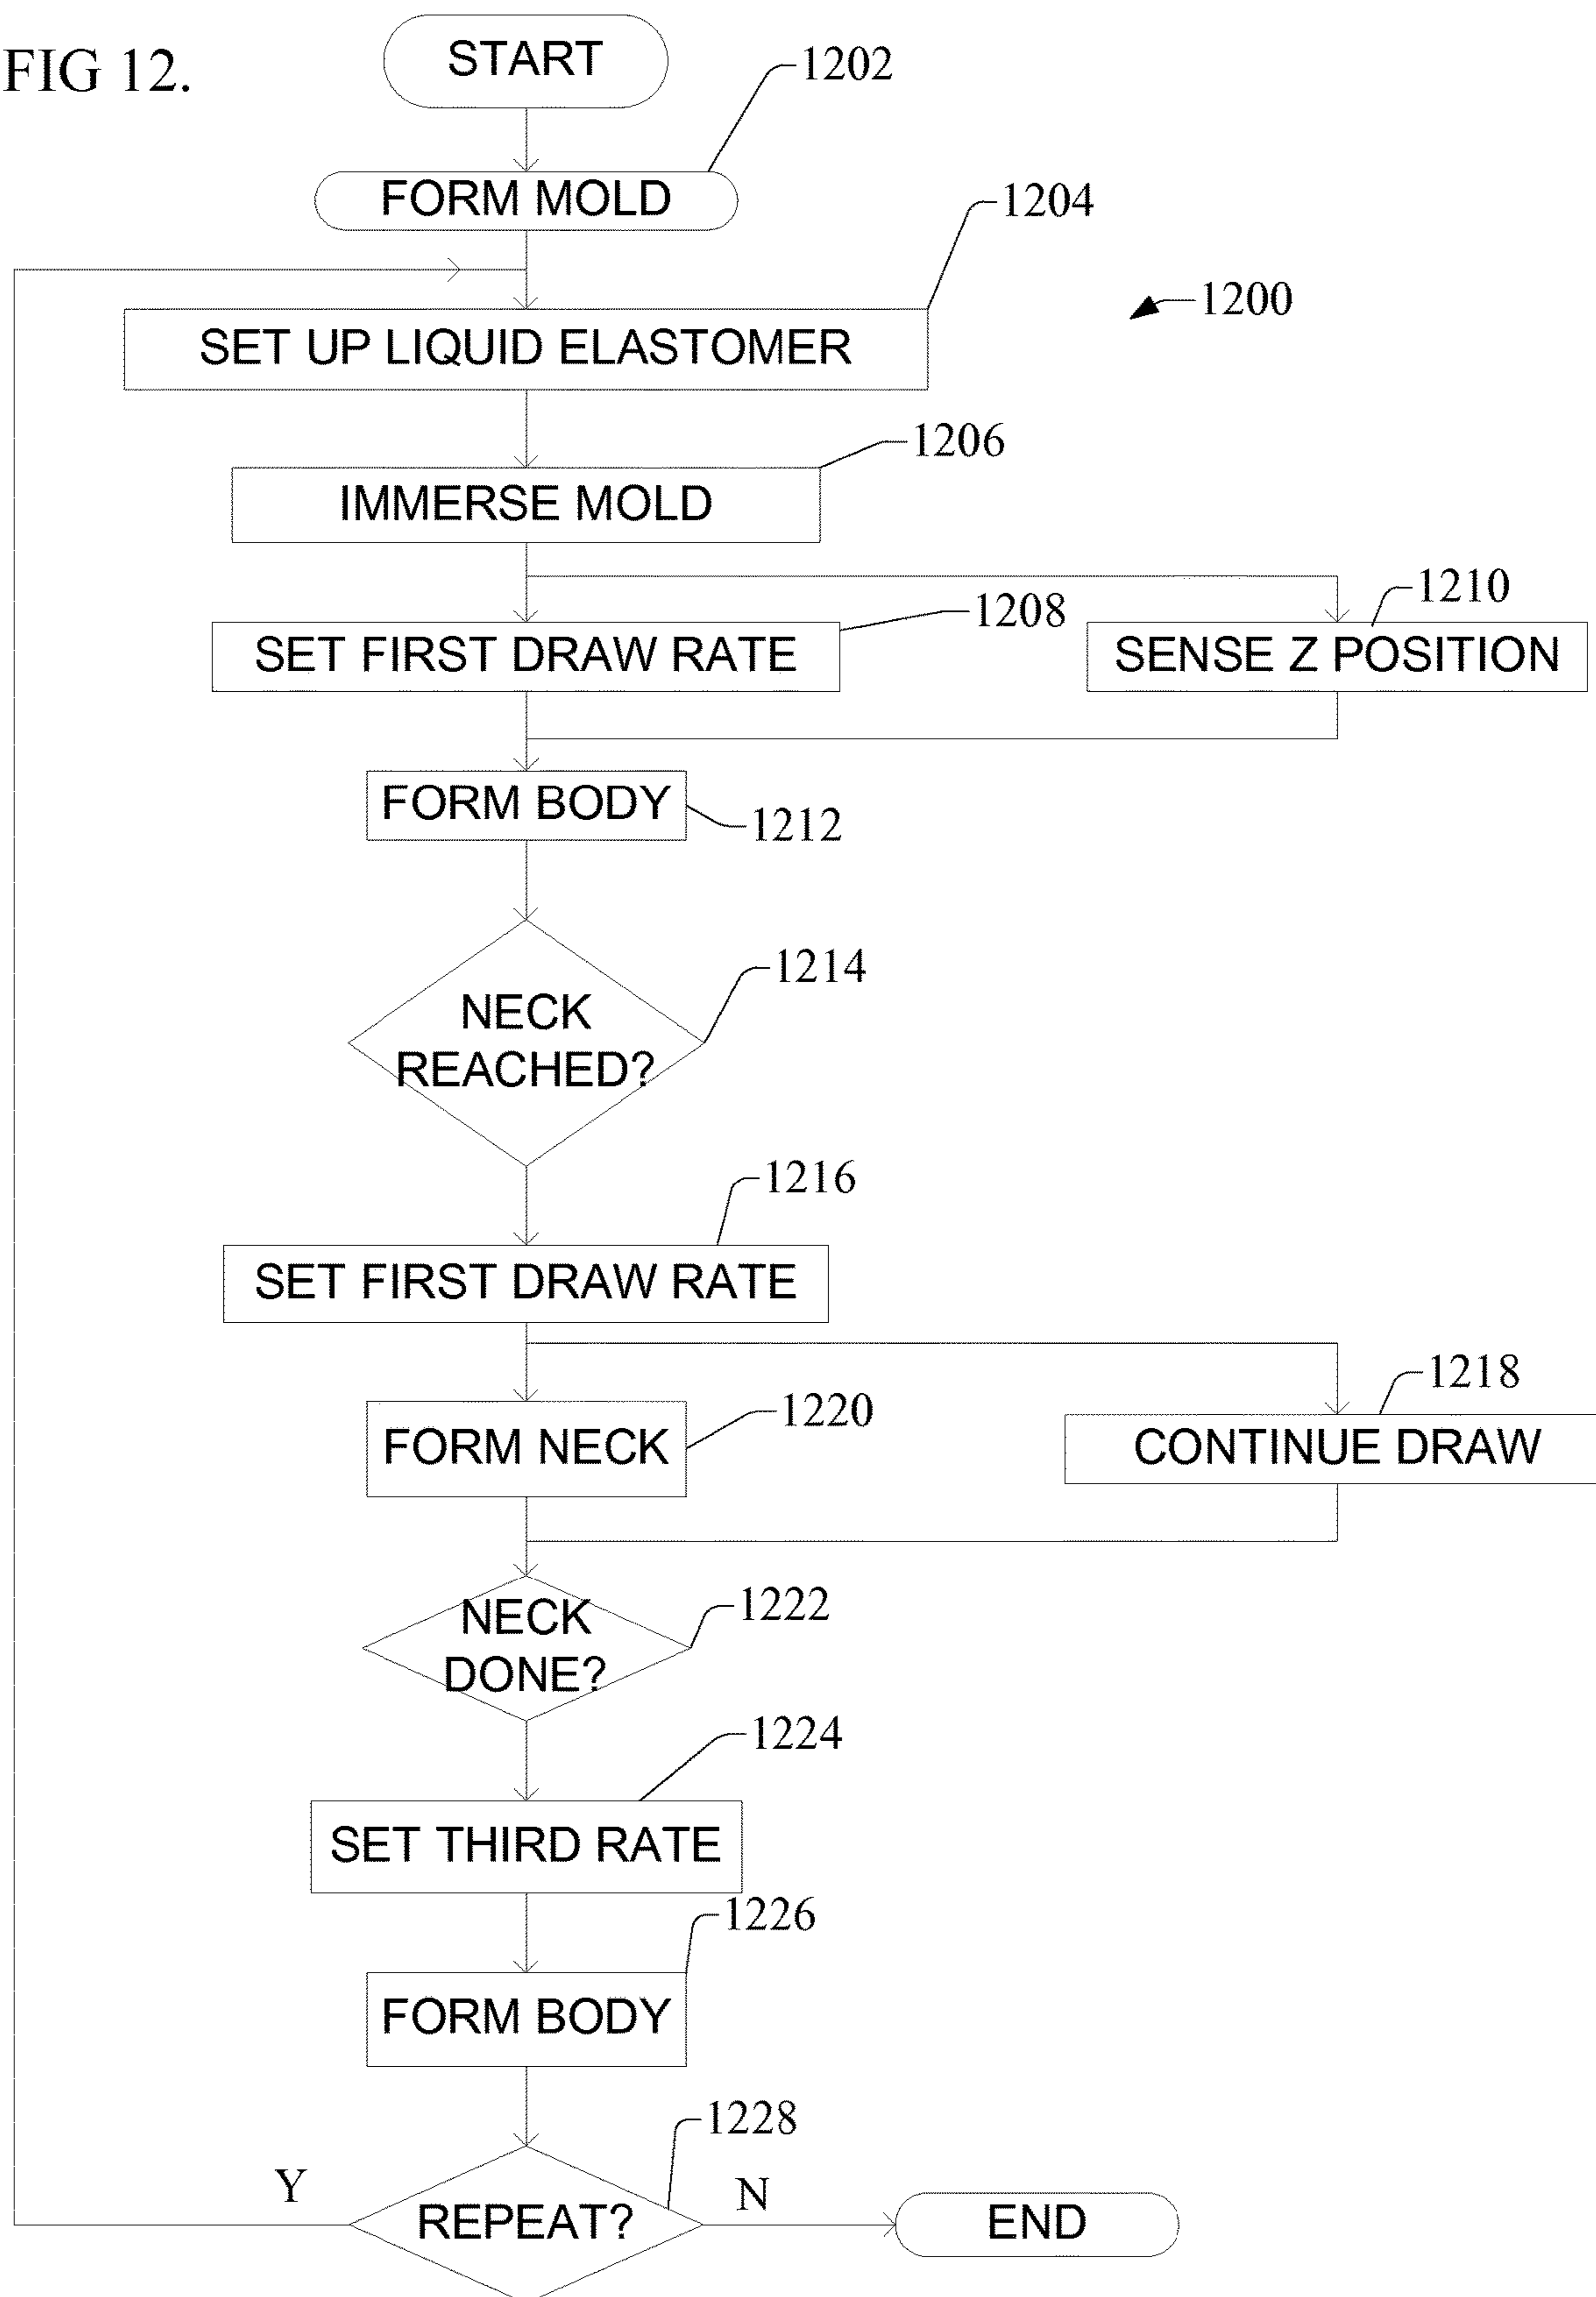 FIG 12.
START
1202
FORM MOLD
1204
SET UP LIQUID ELASTOMER
1200
1206
IMMERSE MOLD
1208
SET FIRST DRAW RATE
1210
SENSE Z POSITION
FORM BODY
1212
1214
NECK
REACHED?
1216
SET FIRST DRAW RATE
1220
FORM NECK
1218
CONTINUE DRAW
1222
NECK
DONE?
1224
SET THIRD RATE
1226
FORM BODY
1228
Y
REPEAT?
N
END